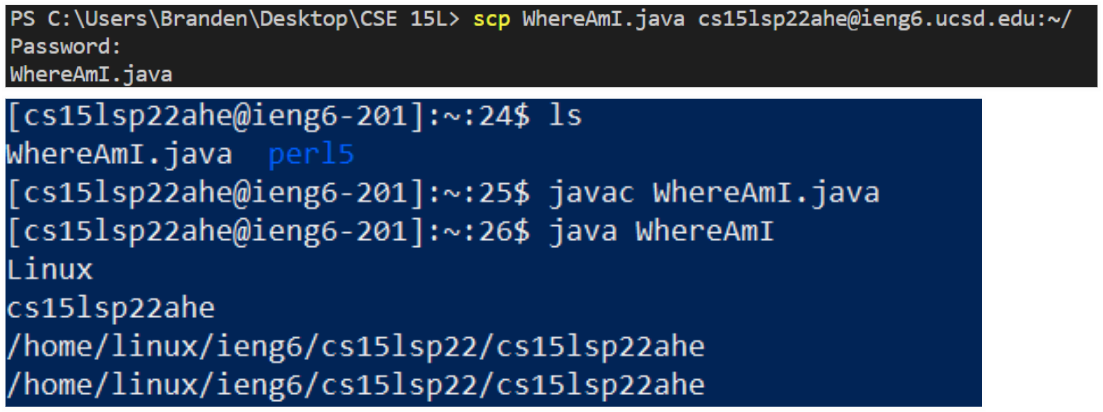 PS C:\Users\Branden\Desktop\CSE 15L> scp WhereAmI.java cs15lsp22ahe@ieng6.ucsd.edu:~/
Password:
WhereAmI.java
[cs15lsp22ahe@ieng6-201]:~:24$ ls
WhereAmI.java  perl5
[cs15lsp22ahe@ieng6-201]:~:25$ javac WhereAmI.java
[cs15lsp22ahe@ieng6-201]:~:26$ java WhereAmI
Linux
cs15lsp22ahe
/home/linux/ieng6/cs15lsp22/cs15lsp22ahe
/home/linux/ieng6/cs15lsp22/cs15lsp22ahe